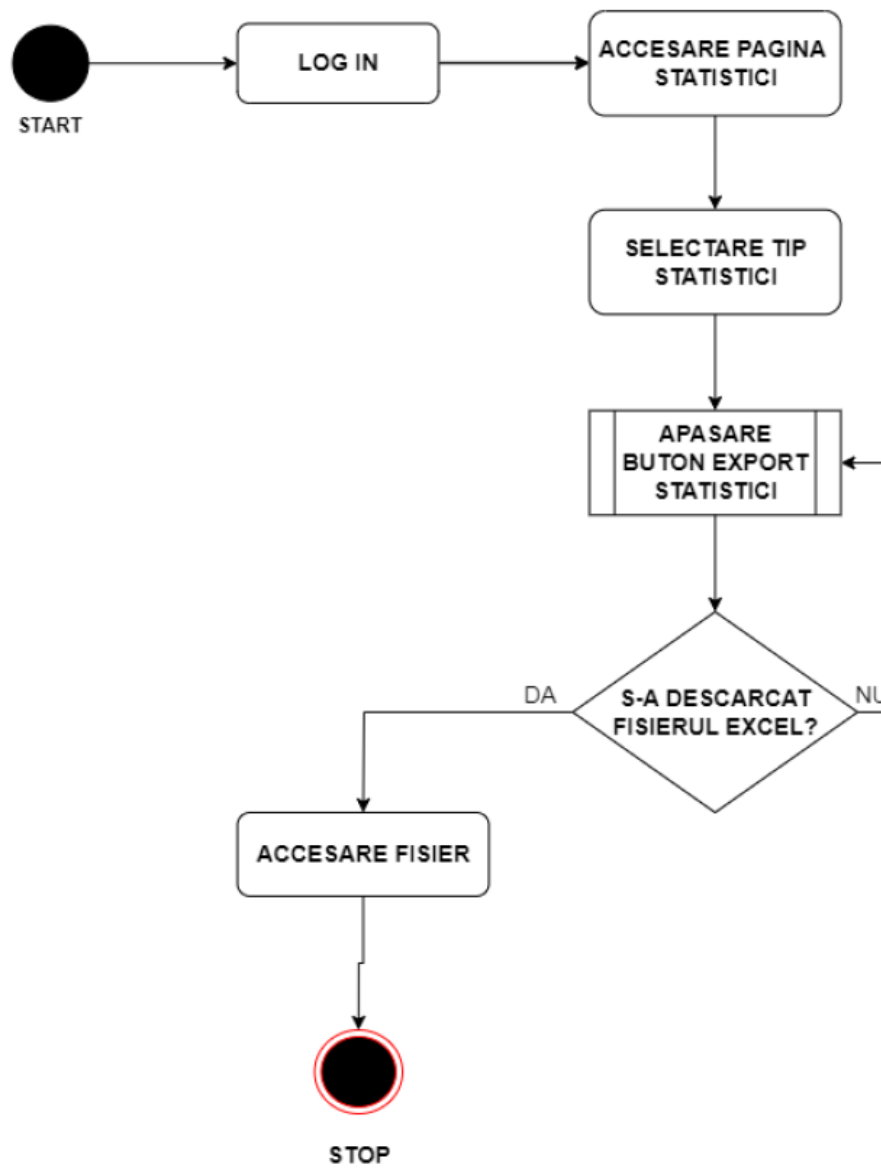 START
LOG IN
ACCESARE PAGINA
STATISTICI
SELECTARE TIP
STATISTICI
APASARE
BUTON EXPORT
STATISTICI
S-A DESCARCAT
FISIERUL EXCEL?
DA
NU
ACCESARE FISIER
STOP